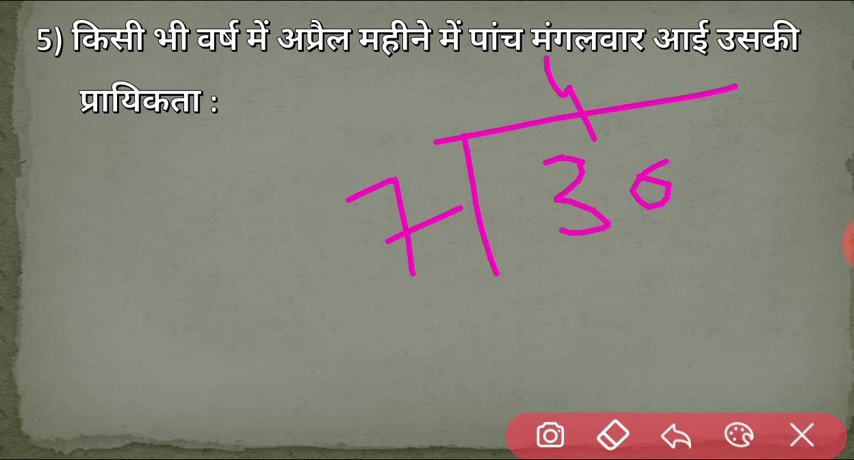 5) किसी भी वर्ष में अप्रैल महीने में पांच मंगलवार आई उसकी
प्रायिकता :
4
7 30